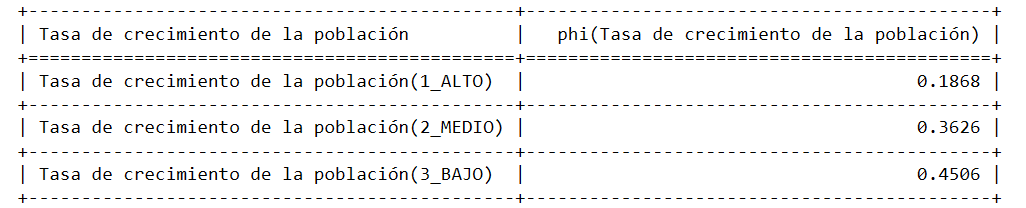 +----------------------------------------------+--------------------------------------------+
| Tasa de crecimiento de la población          |   phi(Tasa de crecimiento de la población) |
+==============================================+============================================+
| Tasa de crecimiento de la población(1_ALTO)  |                                     0.1868 |
+----------------------------------------------+--------------------------------------------+
| Tasa de crecimiento de la población(2_MEDIO) |                                     0.3626 |
+----------------------------------------------+--------------------------------------------+
| Tasa de crecimiento de la población(3_BAJO)  |                                     0.4506 |
+----------------------------------------------+--------------------------------------------+